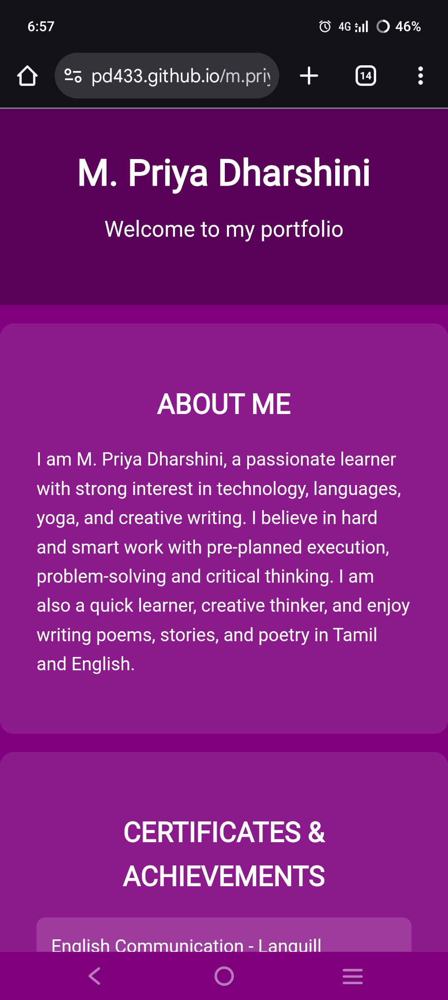 6:57
4G 46%
pd433.github.io/m.priy
14
M. Priya Dharshini
Welcome to my portfolio
ABOUT ME
I am M. Priya Dharshini, a passionate learner
with strong interest in technology, languages,
yoga, and creative writing. I believe in hard
and smart work with pre-planned execution,
problem-solving and critical thinking. I am
also a quick learner, creative thinker, and enjoy
writing poems, stories, and poetry in Tamil
and English.
CERTIFICATES &
ACHIEVEMENTS
English Communication - Languill